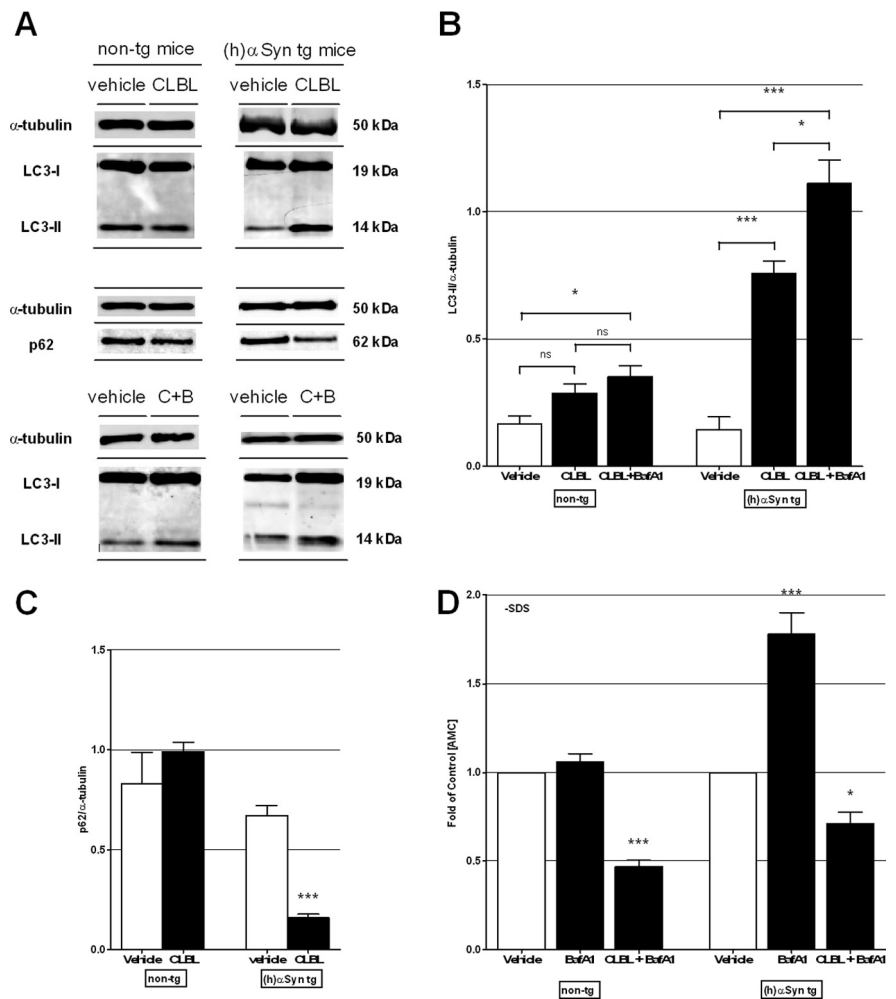 A
non-tg mice (h)αSyn tg mice
vehicle CLBL vehicle CLBL
α-tubulin 50 kDa
LC3-I 19 kDa
LC3-II 14 kDa
α-tubulin 50 kDa
p62 62 kDa
vehicle C+B vehicle C+B
α-tubulin 50 kDa
LC3-I 19 kDa
LC3-II 14 kDa
B
LC3-II/α-tubulin
1.5
1.0
0.5
0.0
*
ns
ns
***
*
***
Vehicle CLBL CLBL+BafA1 Vehicle CLBL CLBL+BafA1
non-tg (h)αSyn tg
C
p62/α-tubulin
1.5
1.0
0.5
0.0
***
Vehicle CLBL vehicle CLBL
non-tg (h)αSyn tg
D
Fold of Control [AMC]
2.0
1.5
1.0
0.5
0.0
-SDS
***
***
*
Vehicle BafA1 CLBL + BafA1 Vehicle BafA1 CLBL + BafA1
non-tg (h)αSyn tg